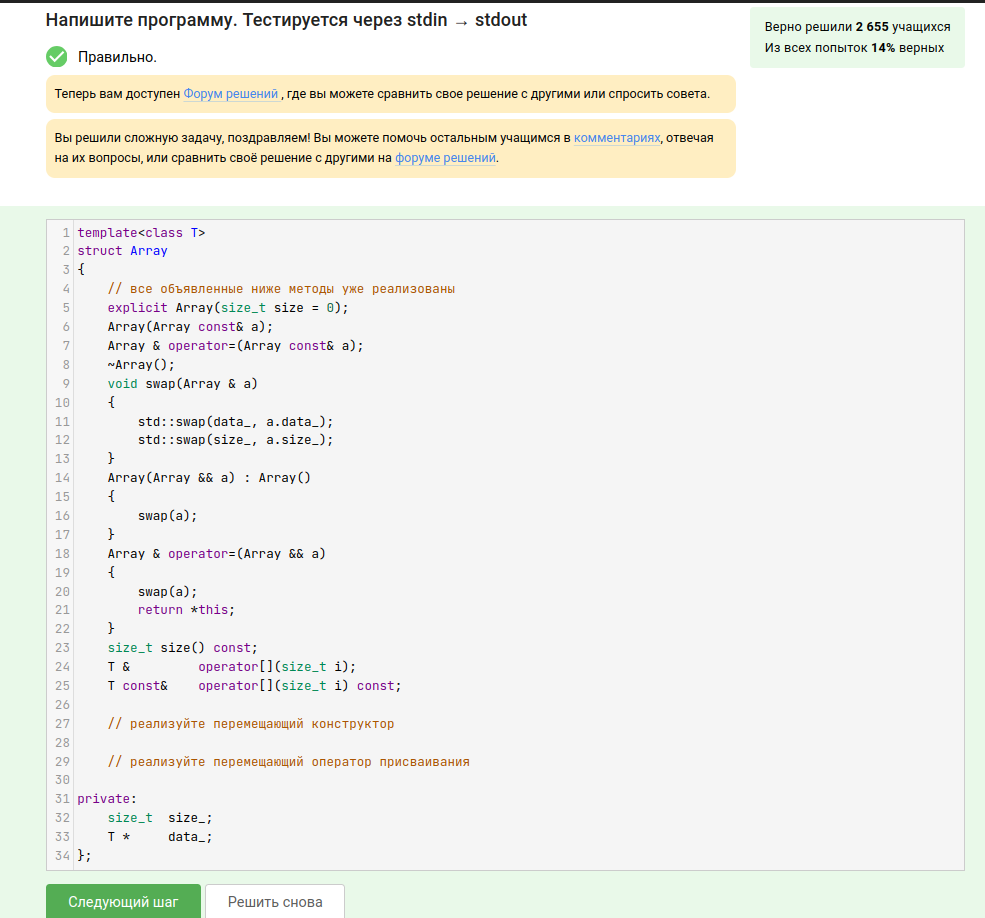 Напишите программу. Тестируется через stdin → stdout
Верно решили 2 655 учащихся
Из всех попыток 14% верных
Правильно.
Теперь вам доступен Форум решений , где вы можете сравнить свое решение с другими или спросить совета.
Вы решили сложную задачу, поздравляем! Вы можете помочь остальным учащимся в комментариях, отвечая
на их вопросы, или сравнить своё решение с другими на форуме решений.
1 template<class T>
2 struct Array
3 {
4     // все объявленные ниже методы уже реализованы
5     explicit Array(size_t size = 0);
6     Array(Array const& a);
7     Array & operator=(Array const& a);
8     ~Array();
9     void swap(Array & a)
10     {
11         std::swap(data_, a.data_);
12         std::swap(size_, a.size_);
13     }
14     Array(Array && a) : Array()
15     {
16         swap(a);
17     }
18     Array & operator=(Array && a)
19     {
20         swap(a);
21         return *this;
22     }
23     size_t size() const;
24     T &         operator[](size_t i);
25     T const&    operator[](size_t i) const;
26
27     // реализуйте перемещающий конструктор
28
29     // реализуйте перемещающий оператор присваивания
30
31 private:
32     size_t  size_;
33     T *     data_;
34 };
Следующий шаг
Решить снова